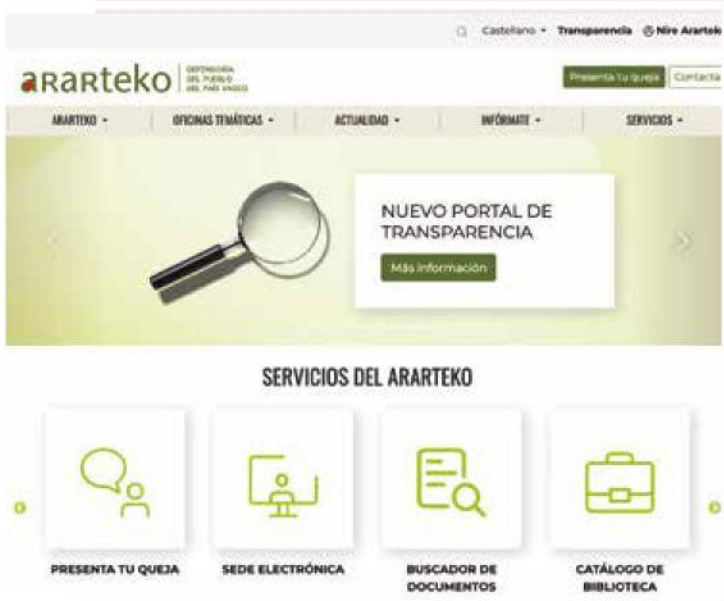 Castellano
Transparencia
Nire Ararteko
ararteko
DEFENSORÍA
DEL PUEBLO
DEL PAÍS VASCO
Presenta tu queja
Contacta
ARARTEKO
OFICINAS TEMÁTICAS
ACTUALIDAD
INFÓRMATE
SERVICIOS
NUEVO PORTAL DE
TRANSPARENCIA
Más información
SERVICIOS DEL ARARTEKO
PRESENTA TU QUEJA
SEDE ELECTRÓNICA
BUSCADOR DE
DOCUMENTOS
CATÁLOGO DE
BIBLIOTECA